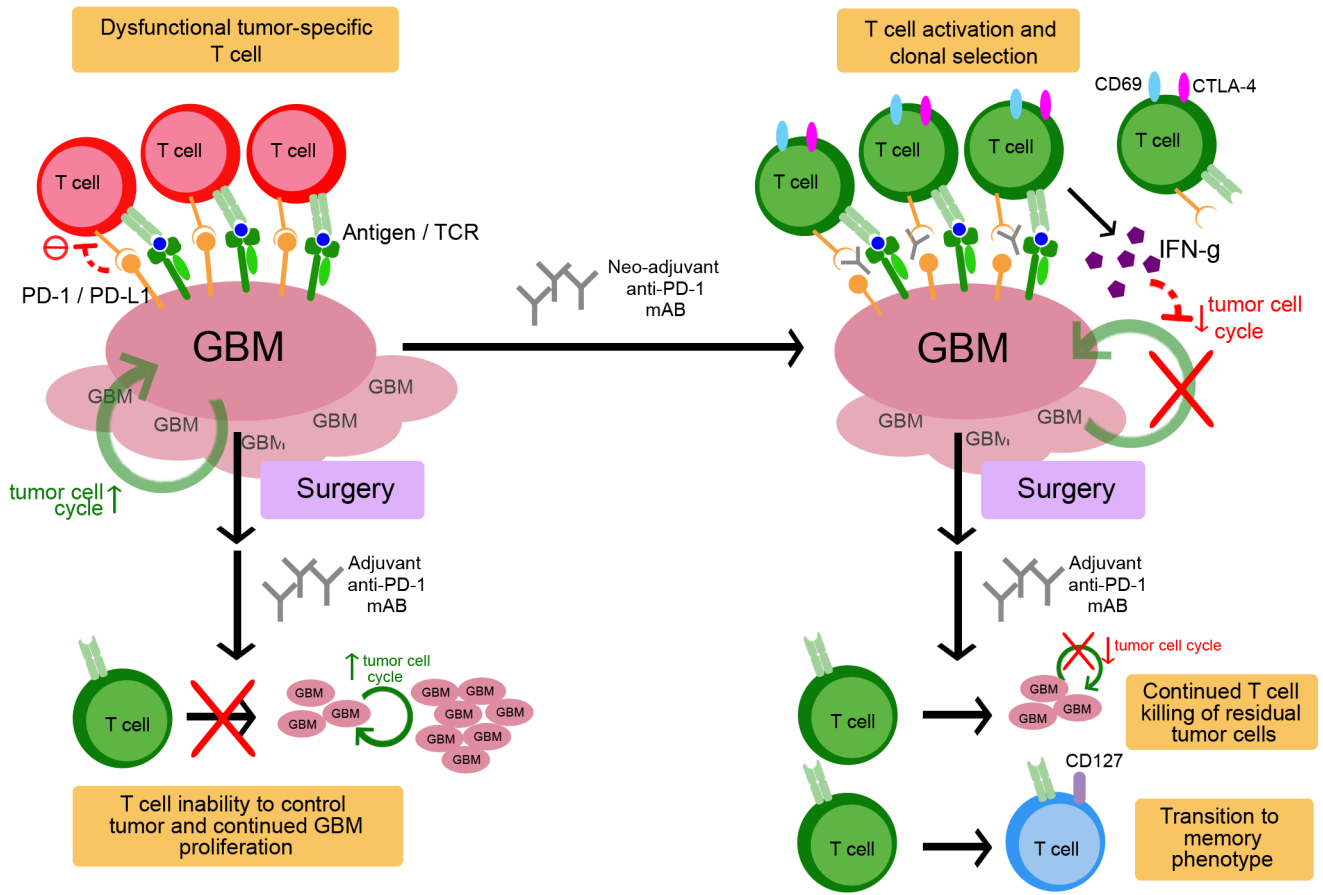 Dysfunctional tumor-specific
T cell
T cell
T cell
T cell
Antigen / TCR
PD-1 / PD-L1
GBM
GBM
GBM
GBM
GBM
GBM
tumor cell
cycle
Surgery
Adjuvant
anti-PD-1
mAB
T cell
tumor cell
cycle
GBM
GBM
GBM
GBM
GBM
GBM
GBM
GBM
GBM
GBM
GBM
GBM
T cell inability to control
tumor and continued GBM
proliferation
Neo-adjuvant
anti-PD-1
mAB
T cell activation and
clonal selection
CD69
CTLA-4
T cell
T cell
T cell
T cell
IFN-g
tumor cell
cycle
GBM
GBM
GBM
GBM
Surgery
Adjuvant
anti-PD-1
mAB
tumor cell cycle
T cell
GBM
GBM
GBM
Continued T cell
killing of residual
tumor cells
CD127
T cell
T cell
Transition to
memory
phenotype